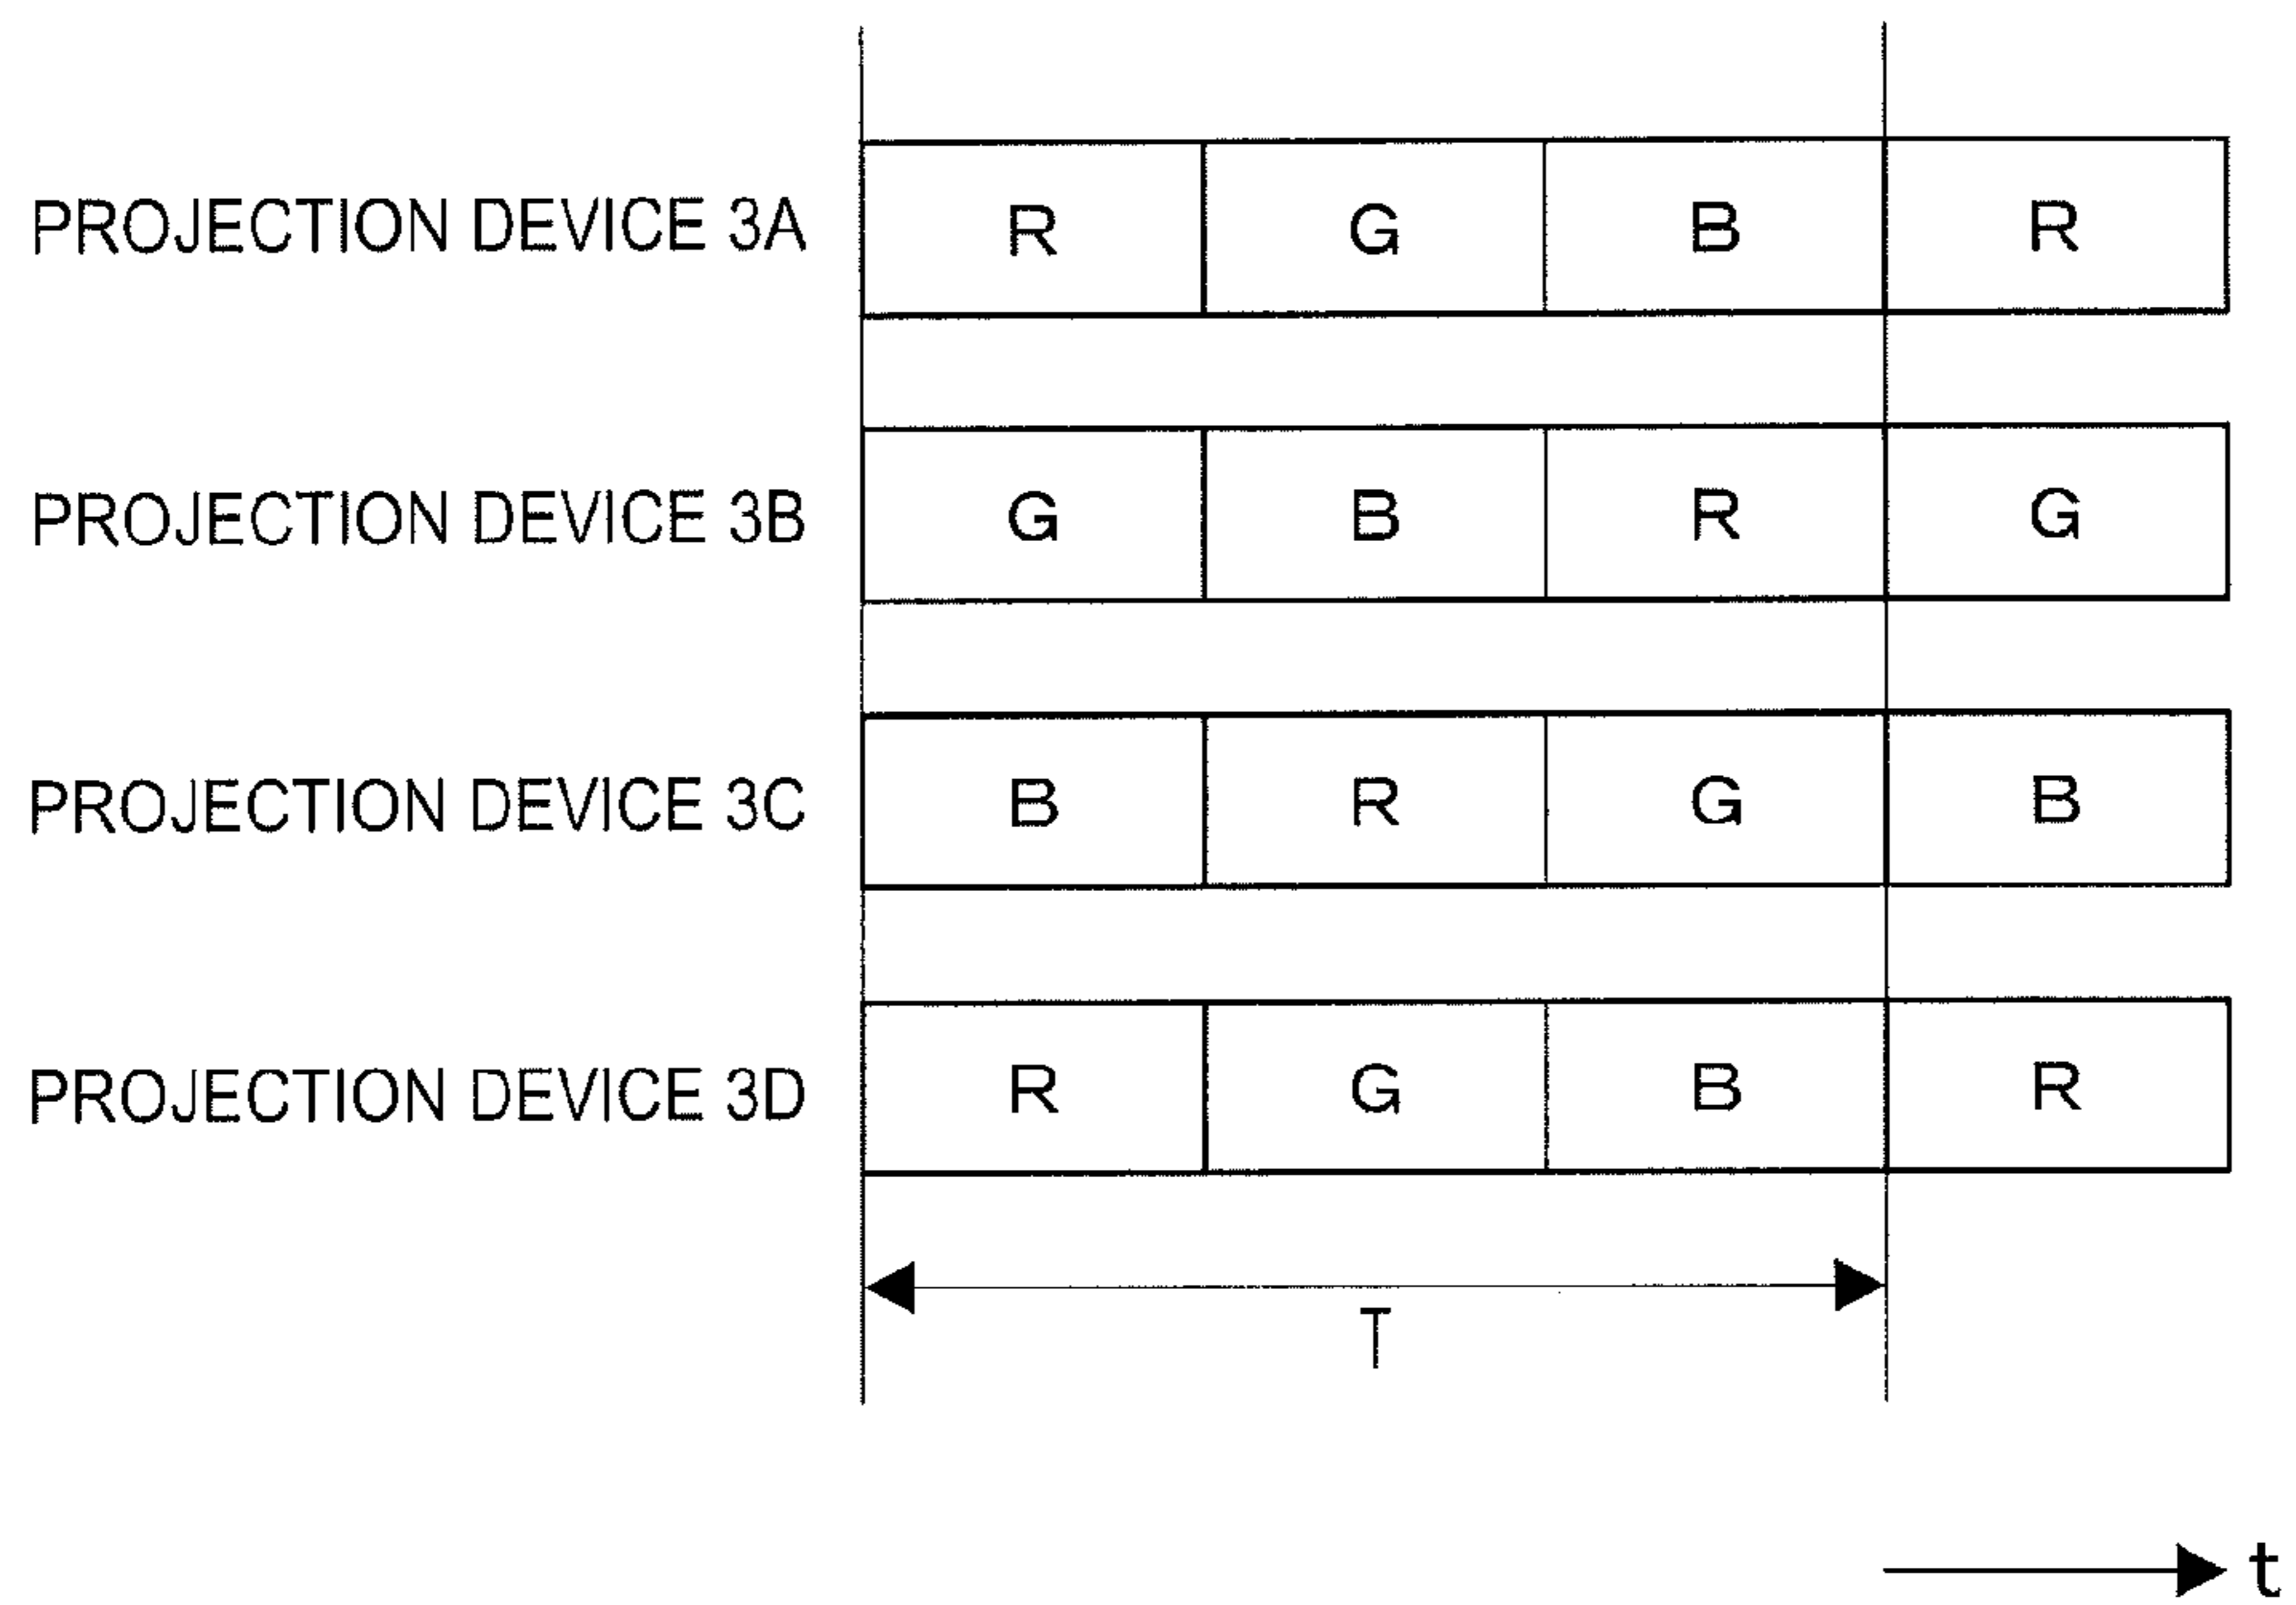 PROJECTION DEVICE 3A R G B R
PROJECTION DEVICE 3B G B R G
PROJECTION DEVICE 3C B R G B
PROJECTION DEVICE 3D R G B R
T
t